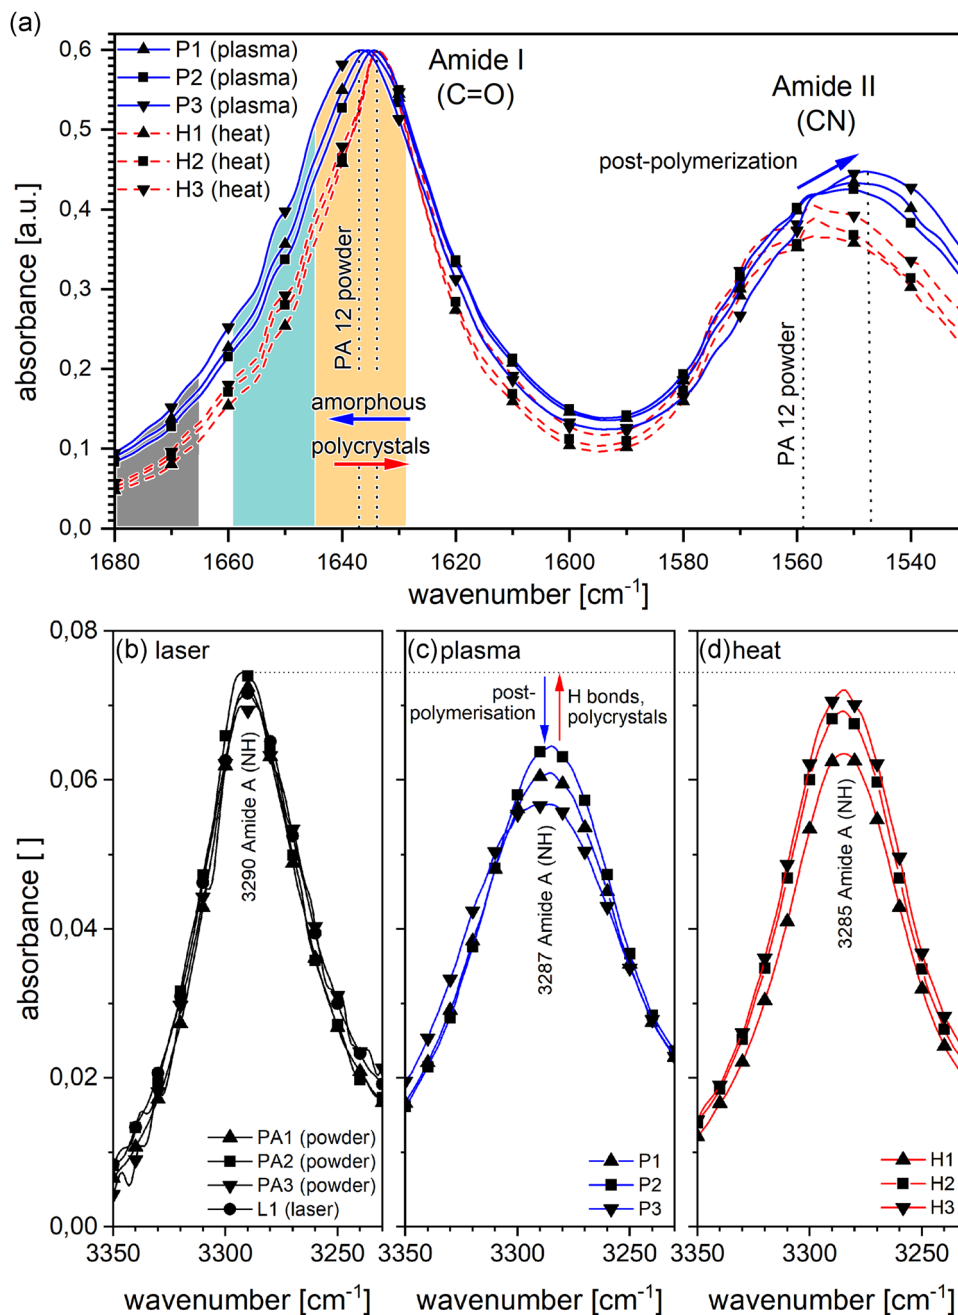 (a)
P1 (plasma)
P2 (plasma)
P3 (plasma)
H1 (heat)
H2 (heat)
H3 (heat)
Amide I
(C=O)
Amide II
(CN)
post-polymerization
PA 12 powder
PA 12 powder
amorphous
polycrystals
absorbance [a.u.]
0,6
0,5
0,4
0,3
0,2
0,1
0,0
1680
1660
1640
1620
1600
1580
1560
1540
wavenumber [cm⁻¹]
(b) laser
3290 Amide A (NH)
PA1 (powder)
PA2 (powder)
PA3 (powder)
L1 (laser)
(c) plasma
post-
polymerisation
H bonds,
polycrystals
3287 Amide A (NH)
P1
P2
P3
(d) heat
3285 Amide A (NH)
H1
H2
H3
absorbance [ ]
0,08
0,06
0,04
0,02
0,00
3350
3300
3250
3350
3300
3250
3350
3300
3250
wavenumber [cm⁻¹]
wavenumber [cm⁻¹]
wavenumber [cm⁻¹]